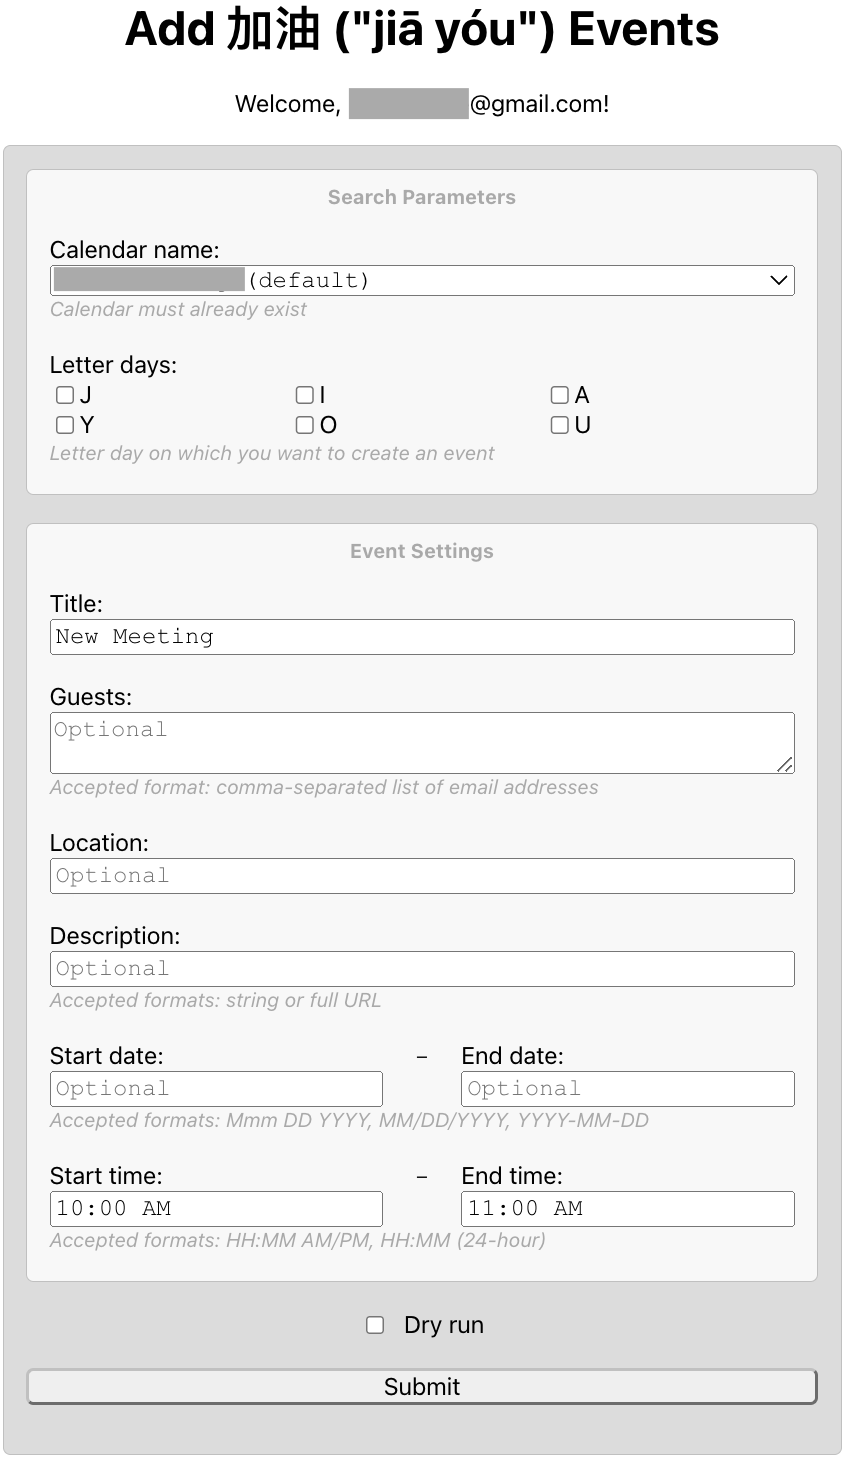 Add 加油 ("jiā yóu") Events
Welcome, @gmail.com!
Search Parameters
Calendar name:
(default)
Calendar must already exist
Letter days:
J I A
Y O U
Letter day on which you want to create an event
Event Settings
Title:
New Meeting
Guests:
Optional
Accepted format: comma-separated list of email addresses
Location:
Optional
Description:
Optional
Accepted formats: string or full URL
Start date: – End date:
Optional Optional
Accepted formats: Mmm DD YYYY, MM/DD/YYYY, YYYY-MM-DD
Start time: – End time:
10:00 AM 11:00 AM
Accepted formats: HH:MM AM/PM, HH:MM (24-hour)
Dry run
Submit